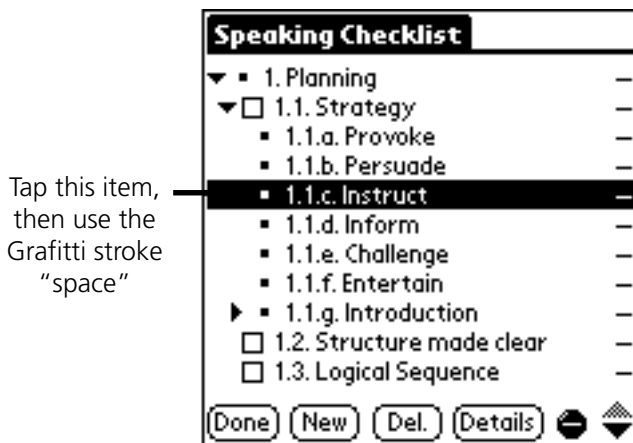 Speaking Checklist
1. Planning –
1.1. Strategy –
1.1.a. Provoke –
1.1.b. Persuade –
1.1.c. Instruct –
1.1.d. Inform –
1.1.e. Challenge –
1.1.f. Entertain –
1.1.g. Introduction –
1.2. Structure made clear –
1.3. Logical Sequence –
Done New Del. Details
Tap this item,
then use the
Grafitti stroke
“space”